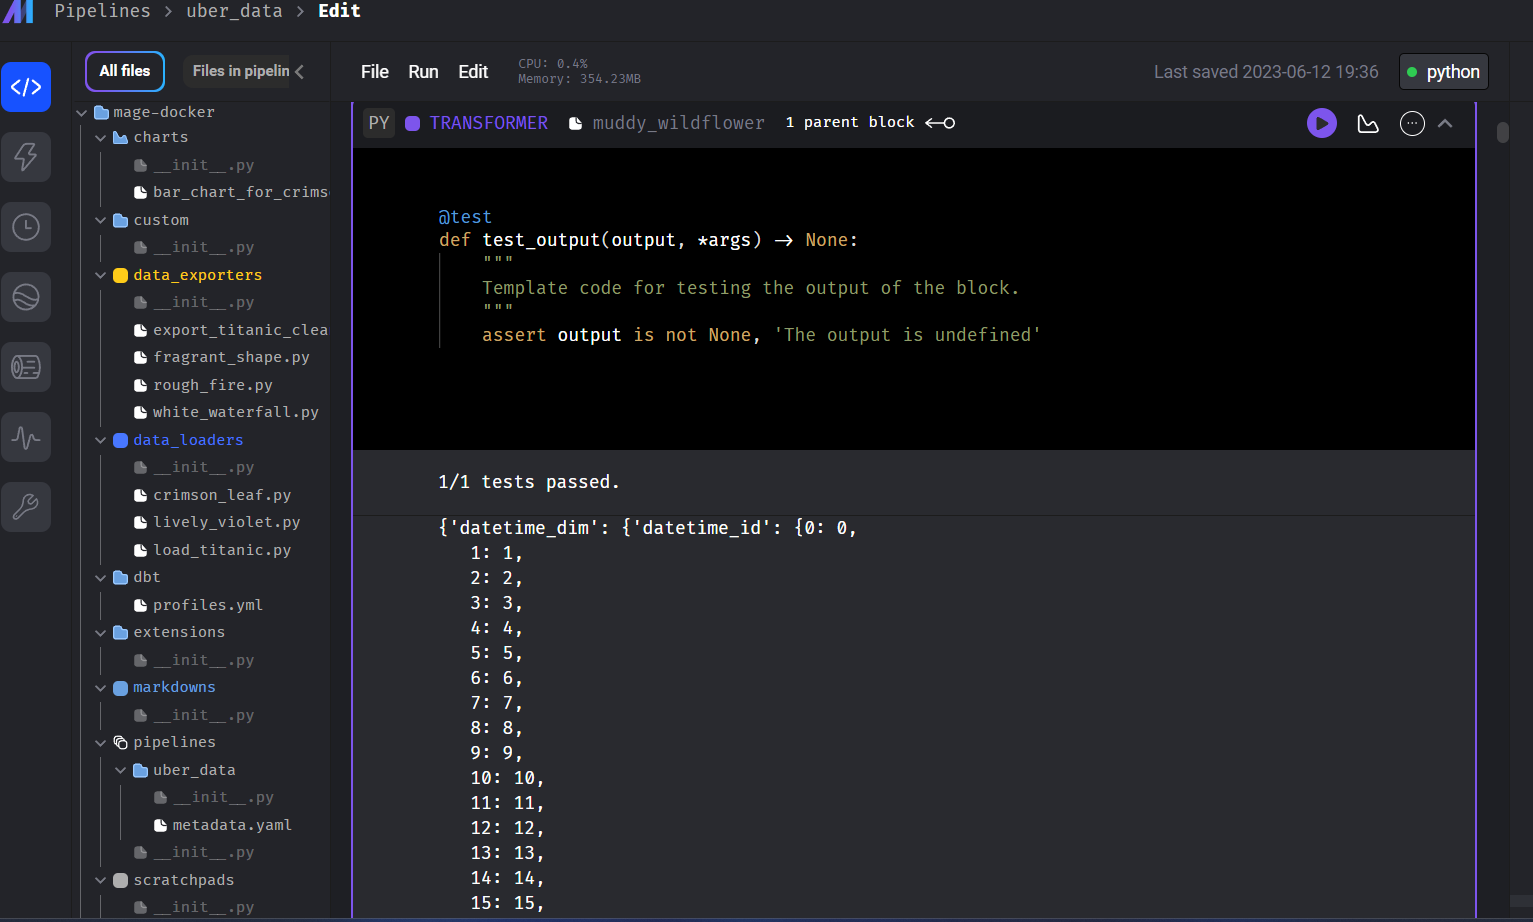 Pipelines > uber_data > Edit
All files
Files in pipelin
File Run Edit
CPU: 0.4%
Memory: 354.23MB
Last saved 2023-06-12 19:36
python
mage-docker
charts
__init__.py
bar_chart_for_crims
custom
__init__.py
data_exporters
__init__.py
export_titanic_clea
fragrant_shape.py
rough_fire.py
white_waterfall.py
data_loaders
__init__.py
crimson_leaf.py
lively_violet.py
load_titanic.py
dbt
profiles.yml
extensions
__init__.py
markdowns
__init__.py
pipelines
uber_data
__init__.py
metadata.yaml
__init__.py
scratchpads
__init__.py
PY TRANSFORMER muddy_wildflower 1 parent block
@test
def test_output(output, *args) -> None:
"""
Template code for testing the output of the block.
"""
assert output is not None, 'The output is undefined'
1/1 tests passed.
{'datetime_dim': {'datetime_id': {0: 0,
1: 1,
2: 2,
3: 3,
4: 4,
5: 5,
6: 6,
7: 7,
8: 8,
9: 9,
10: 10,
11: 11,
12: 12,
13: 13,
14: 14,
15: 15,